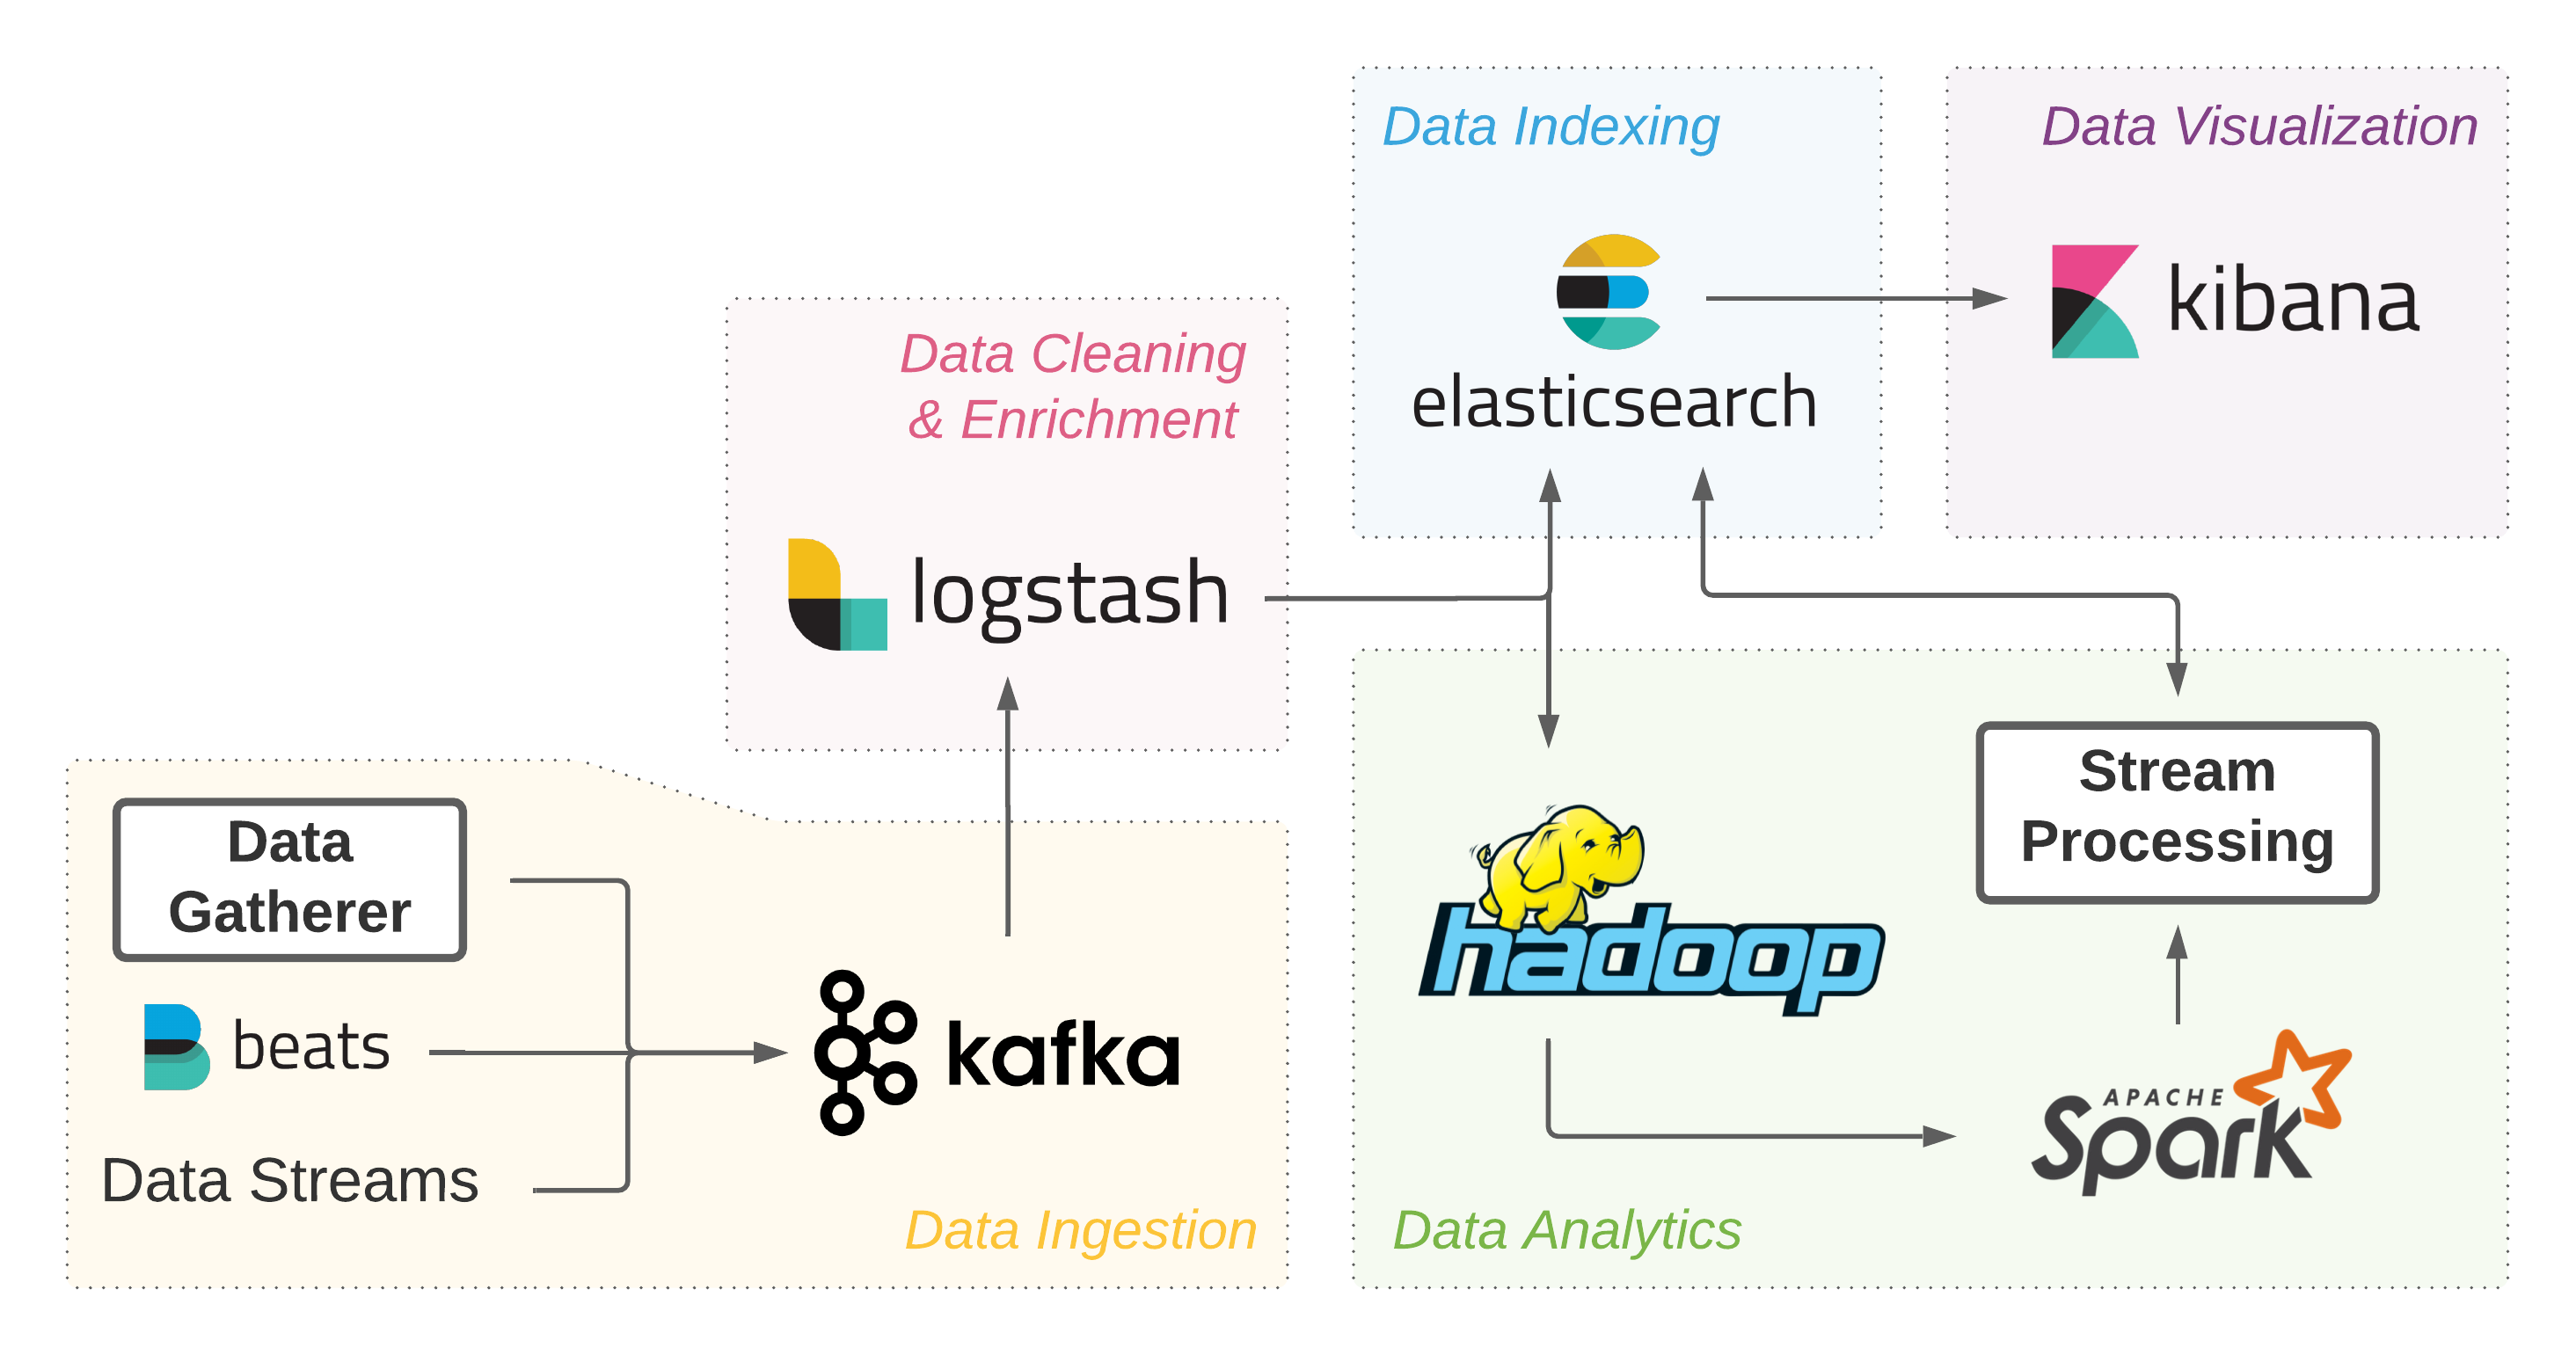 Data Indexing
elasticsearch
Data Visualization
kibana
Data Cleaning
& Enrichment
logstash
Data
Gatherer
beats
Data Streams
kafka
Data Ingestion
hadoop
Stream
Processing
APACHE
Spark
Data Analytics